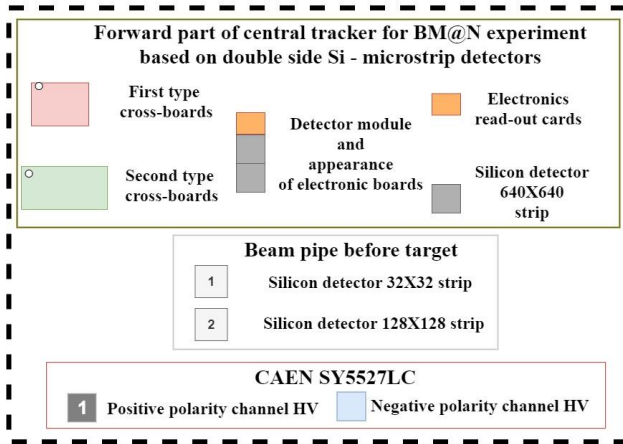 Forward part of central tracker for BM@N experiment
based on double side Si - microstrip detectors
First type
cross-boards
Second type
cross-boards
Detector module
and
appearance
of electronic boards
Electronics
read-out cards
Silicon detector
640X640
strip
Beam pipe before target
1 Silicon detector 32X32 strip
2 Silicon detector 128X128 strip
CAEN SY5527LC
1 Positive polarity channel HV Negative polarity channel HV